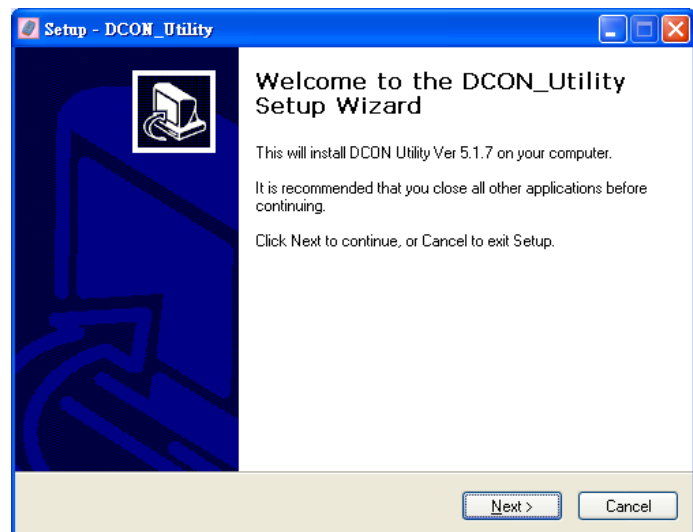 Setup - DCON_Utility
Welcome to the DCON_Utility
Setup Wizard
This will install DCON Utility Ver 5.1.7 on your computer.
It is recommended that you close all other applications before
continuing.
Click Next to continue, or Cancel to exit Setup.
Next >
Cancel